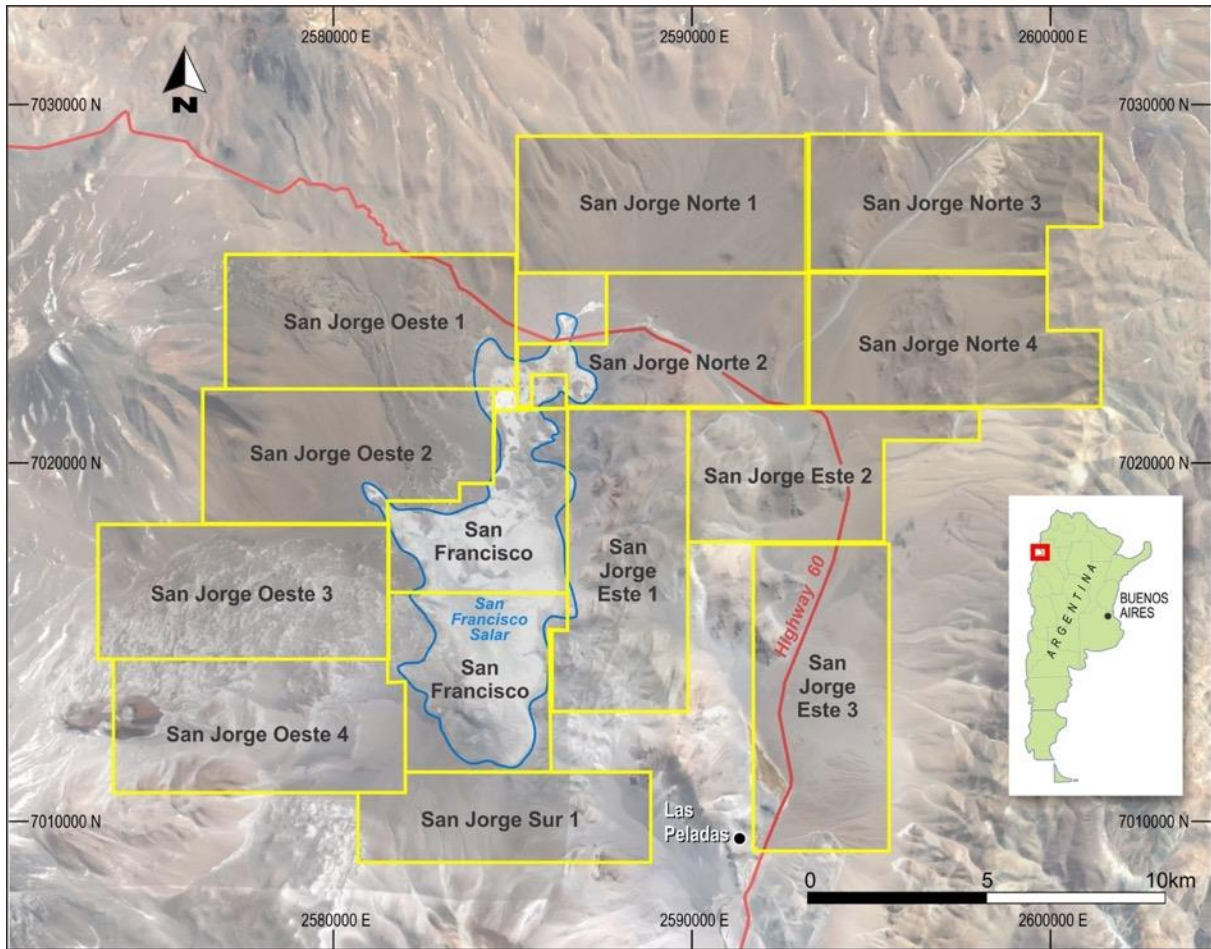 2580000 E
2590000 E
2600000 E
N
7030000 N
7030000 N
San Jorge Norte 1
San Jorge Norte 3
San Jorge Oeste 1
San Jorge Norte 2
San Jorge Norte 4
San Jorge Oeste 2
7020000 N
San Jorge Este 2
7020000 N
San
Francisco
San
Jorge
Este 1
Highway 60
San Jorge Oeste 3
San
Francisco
Salar
San
Francisco
San
Jorge
Este 3
ARGENTINA
BUENOS
AIRES
San Jorge Oeste 4
7010000 N
San Jorge Sur 1
Las
Peladas
7010000 N
0
5
10km
2580000 E
2590000 E
2600000 E